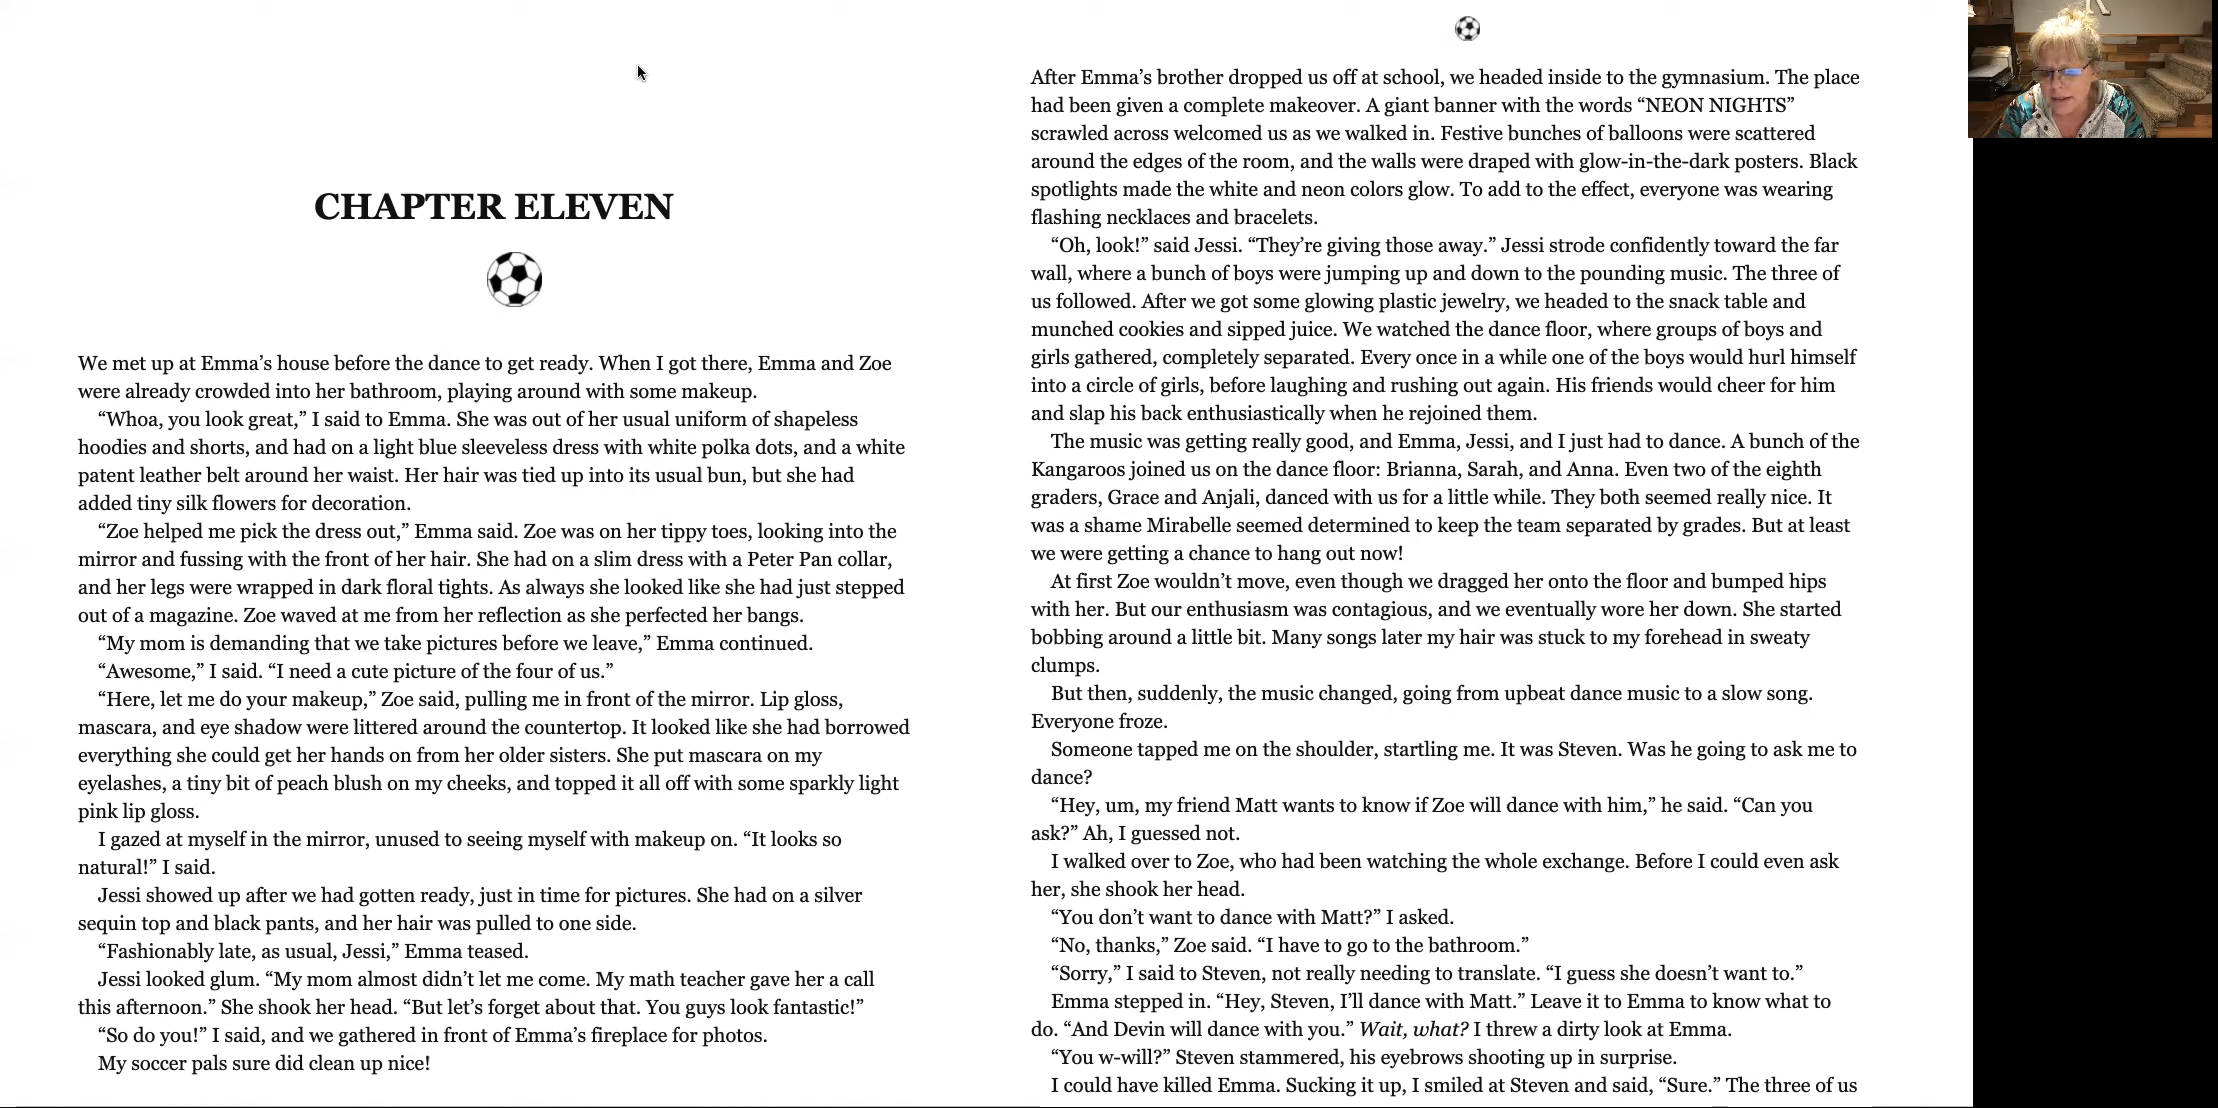 CHAPTER ELEVEN
We met up at Emma’s house before the dance to get ready. When I got there, Emma and Zoe
were already crowded into her bathroom, playing around with some makeup.
“Whoa, you look great,” I said to Emma. She was out of her usual uniform of shapeless
hoodies and shorts, and had on a light blue sleeveless dress with white polka dots, and a white
patent leather belt around her waist. Her hair was tied up into its usual bun, but she had
added tiny silk flowers for decoration.
“Zoe helped me pick the dress out,” Emma said. Zoe was on her tippy toes, looking into the
mirror and fussing with the front of her hair. She had on a slim dress with a Peter Pan collar,
and her legs were wrapped in dark floral tights. As always she looked like she had just stepped
out of a magazine. Zoe waved at me from her reflection as she perfected her bangs.
“My mom is demanding that we take pictures before we leave,” Emma continued.
“Awesome,” I said. “I need a cute picture of the four of us.”
“Here, let me do your makeup,” Zoe said, pulling me in front of the mirror. Lip gloss,
mascara, and eye shadow were littered around the countertop. It looked like she had borrowed
everything she could get her hands on from her older sisters. She put mascara on my
eyelashes, a tiny bit of peach blush on my cheeks, and topped it all off with some sparkly light
pink lip gloss.
I gazed at myself in the mirror, unused to seeing myself with makeup on. “It looks so
natural!” I said.
Jessi showed up after we had gotten ready, just in time for pictures. She had on a silver
sequin top and black pants, and her hair was pulled to one side.
“Fashionably late, as usual, Jessi,” Emma teased.
Jessi looked glum. “My mom almost didn’t let me come. My math teacher gave her a call
this afternoon.” She shook her head. “But let’s forget about that. You guys look fantastic!”
“So do you!” I said, and we gathered in front of Emma’s fireplace for photos.
My soccer pals sure did clean up nice!
After Emma’s brother dropped us off at school, we headed inside to the gymnasium. The place
had been given a complete makeover. A giant banner with the words “NEON NIGHTS”
scrawled across welcomed us as we walked in. Festive bunches of balloons were scattered
around the edges of the room, and the walls were draped with glow-in-the-dark posters. Black
spotlights made the white and neon colors glow. To add to the effect, everyone was wearing
flashing necklaces and bracelets.
“Oh, look!” said Jessi. “They’re giving those away.” Jessi strode confidently toward the far
wall, where a bunch of boys were jumping up and down to the pounding music. The three of
us followed. After we got some glowing plastic jewelry, we headed to the snack table and
munched cookies and sipped juice. We watched the dance floor, where groups of boys and
girls gathered, completely separated. Every once in a while one of the boys would hurl himself
into a circle of girls, before laughing and rushing out again. His friends would cheer for him
and slap his back enthusiastically when he rejoined them.
The music was getting really good, and Emma, Jessi, and I just had to dance. A bunch of the
Kangaroos joined us on the dance floor: Brianna, Sarah, and Anna. Even two of the eighth
graders, Grace and Anjali, danced with us for a little while. They both seemed really nice. It
was a shame Mirabelle seemed determined to keep the team separated by grades. But at least
we were getting a chance to hang out now!
At first Zoe wouldn’t move, even though we dragged her onto the floor and bumped hips
with her. But our enthusiasm was contagious, and we eventually wore her down. She started
bobbing around a little bit. Many songs later my hair was stuck to my forehead in sweaty
clumps.
But then, suddenly, the music changed, going from upbeat dance music to a slow song.
Everyone froze.
Someone tapped me on the shoulder, startling me. It was Steven. Was he going to ask me to
dance?
“Hey, um, my friend Matt wants to know if Zoe will dance with him,” he said. “Can you
ask?” Ah, I guessed not.
I walked over to Zoe, who had been watching the whole exchange. Before I could even ask
her, she shook her head.
“You don’t want to dance with Matt?” I asked.
“No, thanks,” Zoe said. “I have to go to the bathroom.”
“Sorry,” I said to Steven, not really needing to translate. “I guess she doesn’t want to.”
Emma stepped in. “Hey, Steven, I’ll dance with Matt.” Leave it to Emma to know what to
do. “And Devin will dance with you.” Wait, what? I threw a dirty look at Emma.
“You w-will?” Steven stammered, his eyebrows shooting up in surprise.
I could have killed Emma. Sucking it up, I smiled at Steven and said, “Sure.” The three of us